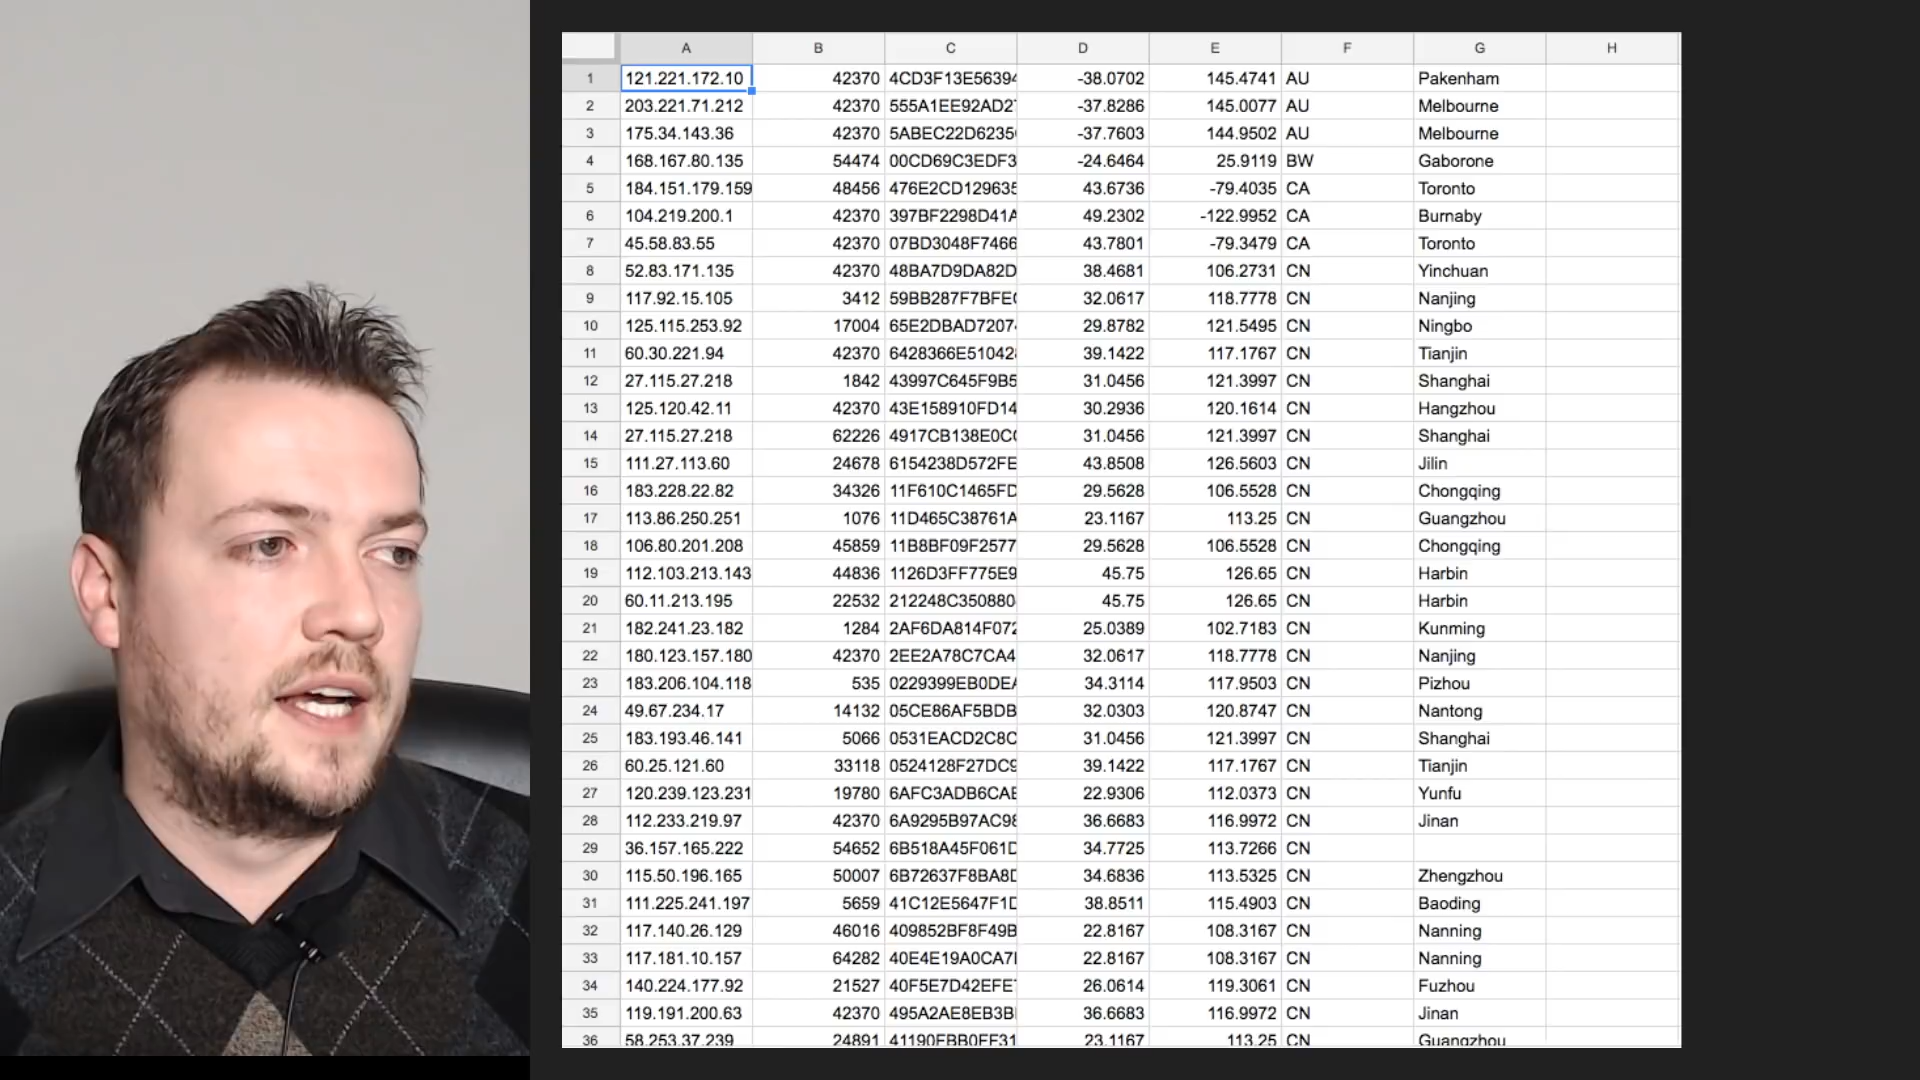 A B C D E F G H
1 121.221.172.10 42370 4CD3F13E56394 -38.0702 145.4741 AU Pakenham
2 203.221.71.212 42370 555A1EE92AD2 -37.8286 145.0077 AU Melbourne
3 175.34.143.36 42370 5ABEC22D6235 -37.7603 144.9502 AU Melbourne
4 168.167.80.135 54474 00CD69C3EDF3 -24.6464 25.9119 BW Gaborone
5 184.151.179.159 48456 476E2CD129635 43.6736 -79.4035 CA Toronto
6 104.219.200.1 42370 397BF2298D41A 49.2302 -122.9952 CA Burnaby
7 45.58.83.55 42370 07BD3048F7466 43.7801 -79.3479 CA Toronto
8 52.83.171.135 42370 48BA7D9DA82D 38.4681 106.2731 CN Yinchuan
9 117.92.15.105 3412 59BB287F7BFE 32.0617 118.7778 CN Nanjing
10 125.115.253.92 17004 65E2DBAD7207 29.8782 121.5495 CN Ningbo
11 60.30.221.94 42370 6428366E51042 39.1422 117.1767 CN Tianjin
12 27.115.27.218 1842 43997C645F9B5 31.0456 121.3997 CN Shanghai
13 125.120.42.11 42370 43E158910FD14 30.2936 120.1614 CN Hangzhou
14 27.115.27.218 62226 4917CB138E0C 31.0456 121.3997 CN Shanghai
15 111.27.113.60 24678 6154238D572FE 43.8508 126.5603 CN Jilin
16 183.228.22.82 34326 11F610C1465FD 29.5628 106.5528 CN Chongqing
17 113.86.250.251 1076 11D465C38761A 23.1167 113.25 CN Guangzhou
18 106.80.201.208 45859 11B8BF09F2577 29.5628 106.5528 CN Chongqing
19 112.103.213.143 44836 1126D3FF775E9 45.75 126.65 CN Harbin
20 60.11.213.195 22532 212248C350880 45.75 126.65 CN Harbin
21 182.241.23.182 1284 2AF6DA814F072 25.0389 102.7183 CN Kunming
22 180.123.157.180 42370 2EE2A78C7CA4 32.0617 118.7778 CN Nanjing
23 183.206.104.118 535 0229399EB0DEA 34.3114 117.9503 CN Pizhou
24 49.67.234.17 14132 05CE86AF5BDB 32.0303 120.8747 CN Nantong
25 183.193.46.141 5066 0531EACD2C8C 31.0456 121.3997 CN Shanghai
26 60.25.121.60 33118 0524128F27DC9 39.1422 117.1767 CN Tianjin
27 120.239.123.231 19780 6AFC3ADB6CAE 22.9306 112.0373 CN Yunfu
28 112.233.219.97 42370 6A9295B97AC98 36.6683 116.9972 CN Jinan
29 36.157.165.222 54652 6B518A45F061D 34.7725 113.7266 CN
30 115.50.196.165 50007 6B72637F8BA8D 34.6836 113.5325 CN Zhengzhou
31 111.225.241.197 5659 41C12E5647F1D 38.8511 115.4903 CN Baoding
32 117.140.26.129 46016 409852BF8F49B 22.8167 108.3167 CN Nanning
33 117.181.10.157 64282 40E4E19A0CA7 22.8167 108.3167 CN Nanning
34 140.224.177.92 21527 40F5E7D42EFE 26.0614 119.3061 CN Fuzhou
35 119.191.200.63 42370 495A2AE8EB3B 36.6683 116.9972 CN Jinan
36 58.253.37.239 24891 41190FBB0FF31 23.1167 113.25 CN Guangzhou